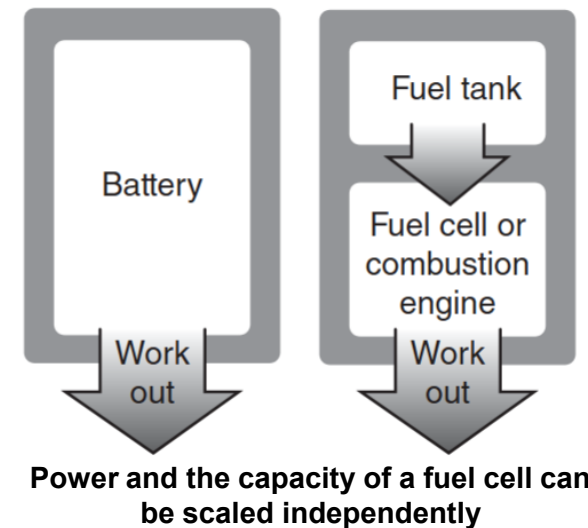 Battery
Work
out
Fuel tank
Fuel cell or
combustion
engine
Work
out
Power and the capacity of a fuel cell can
be scaled independently